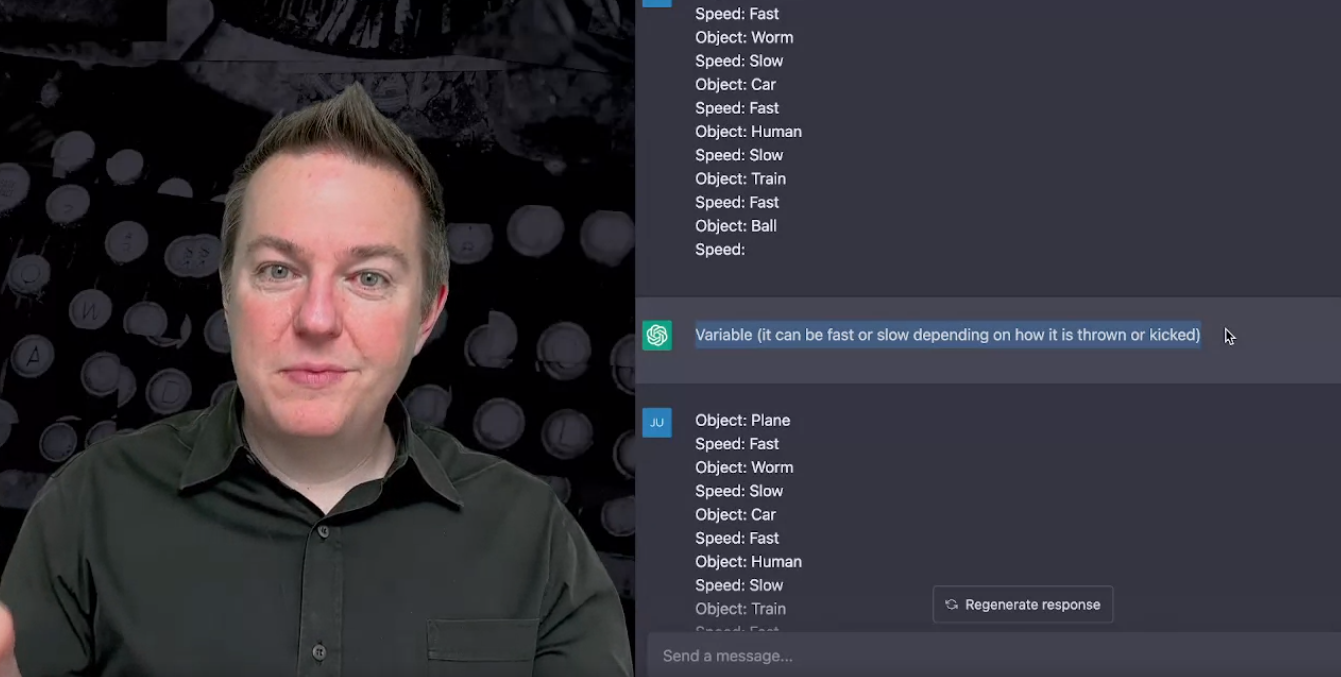 Speed: Fast
Object: Worm
Speed: Slow
Object: Car
Speed: Fast
Object: Human
Speed: Slow
Object: Train
Speed: Fast
Object: Ball
Speed:
Variable (it can be fast or slow depending on how it is thrown or kicked)
JU
Object: Plane
Speed: Fast
Object: Worm
Speed: Slow
Object: Car
Speed: Fast
Object: Human
Speed: Slow
Object: Train
Speed: Fast
Regenerate response
Send a message...